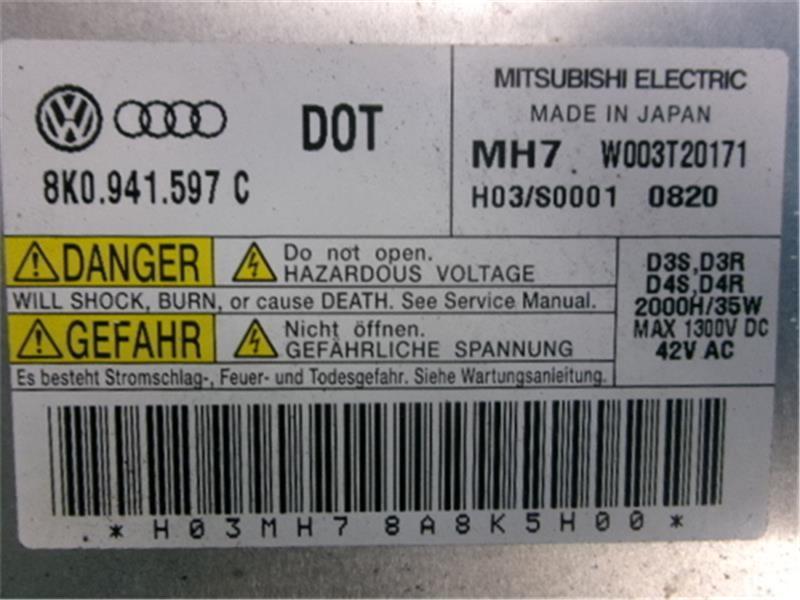 8K0.941.597 C
DOT
MITSUBISHI ELECTRIC
MADE IN JAPAN
MH7 W003T20171
H03/S0001 0820
DANGER
Do not open.
HAZARDOUS VOLTAGE
WILL SHOCK, BURN, or cause DEATH. See Service Manual.
GEFAHR
Nicht öffnen.
GEFÄHRLICHE SPANNUNG
Es besteht Stromschlag-, Feuer- und Todesgefahr. Siehe Wartungsanleitung.
D3S,D3R
D4S,D4R
2000H/35W
MAX 1300V DC
42V AC
*H03MH7 8A8K5H00*